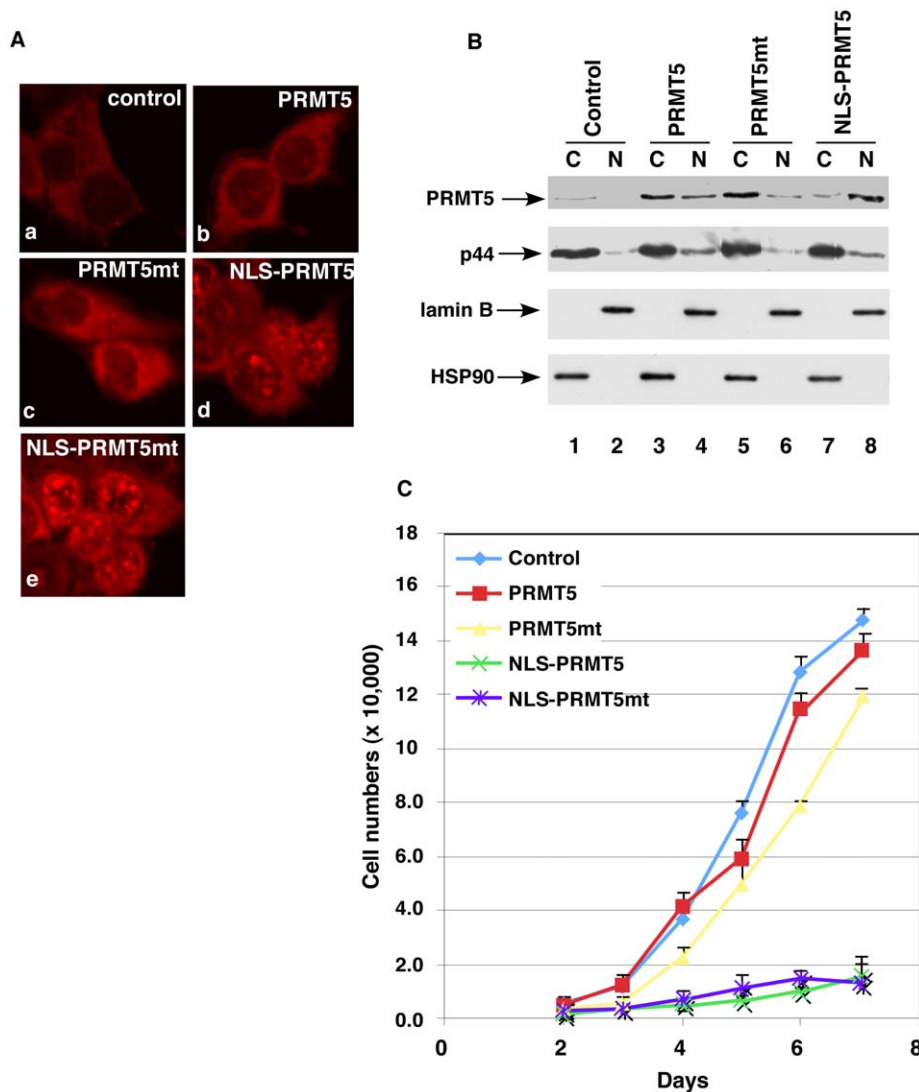 A
control
PRMT5
a
b
PRMT5mt
NLS-PRMT5
c
d
NLS-PRMT5mt
e
B
Control
PRMT5
PRMT5mt
NLS-PRMT5
C N C N C N C N
PRMT5
p44
lamin B
HSP90
1 2 3 4 5 6 7 8
C
18
16
14
12
10
8.0
6.0
4.0
2.0
0.0
Cell numbers (x 10,000)
Control
PRMT5
PRMT5mt
NLS-PRMT5
NLS-PRMT5mt
0 2 4 6 8
Days